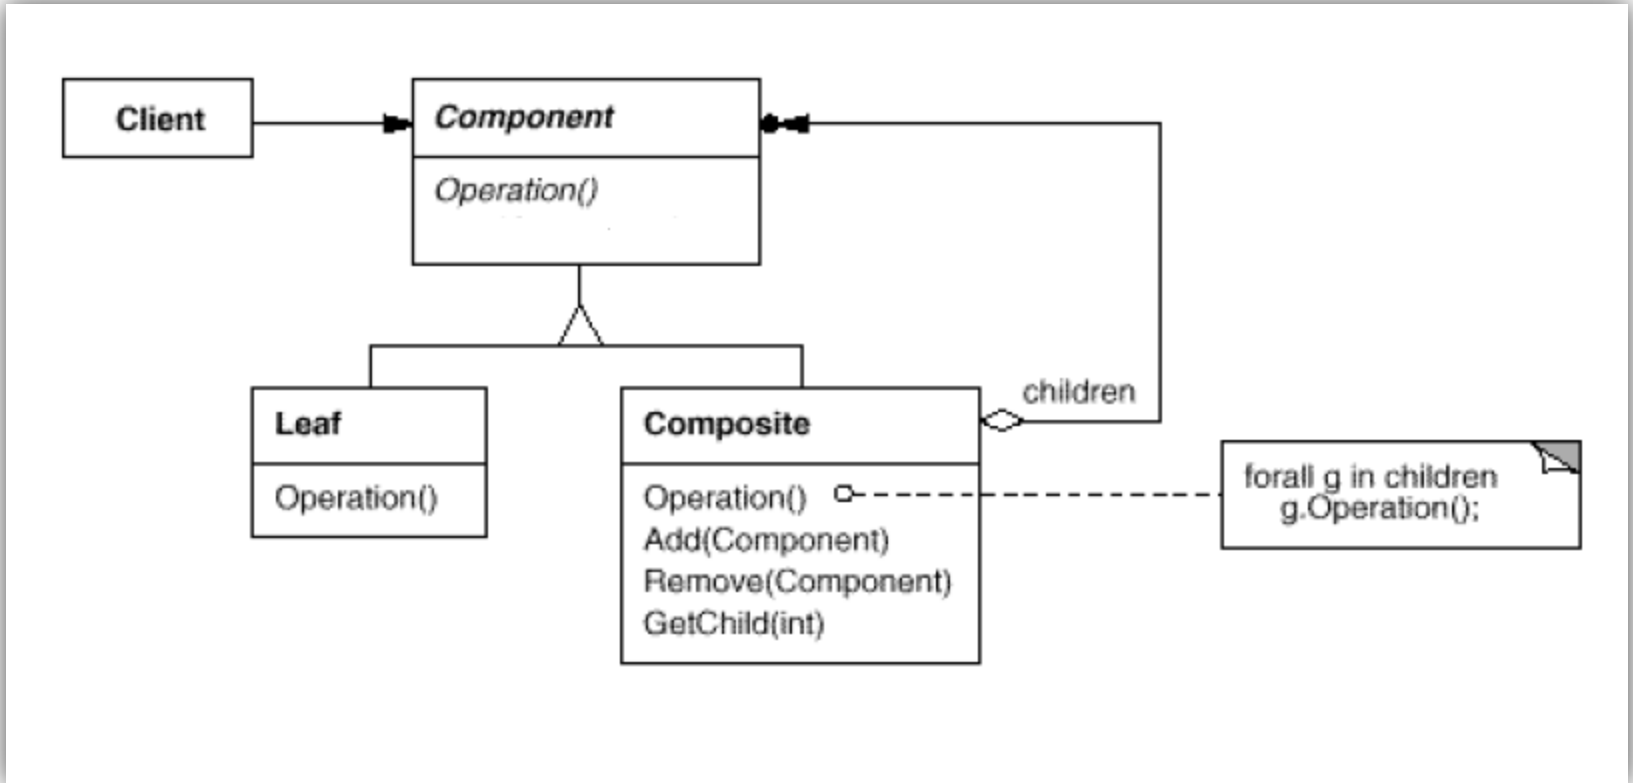 Client
Component
Operation()
Leaf
Operation()
Composite
Operation()
Add(Component)
Remove(Component)
GetChild(int)
children
forall g in children
g.Operation();